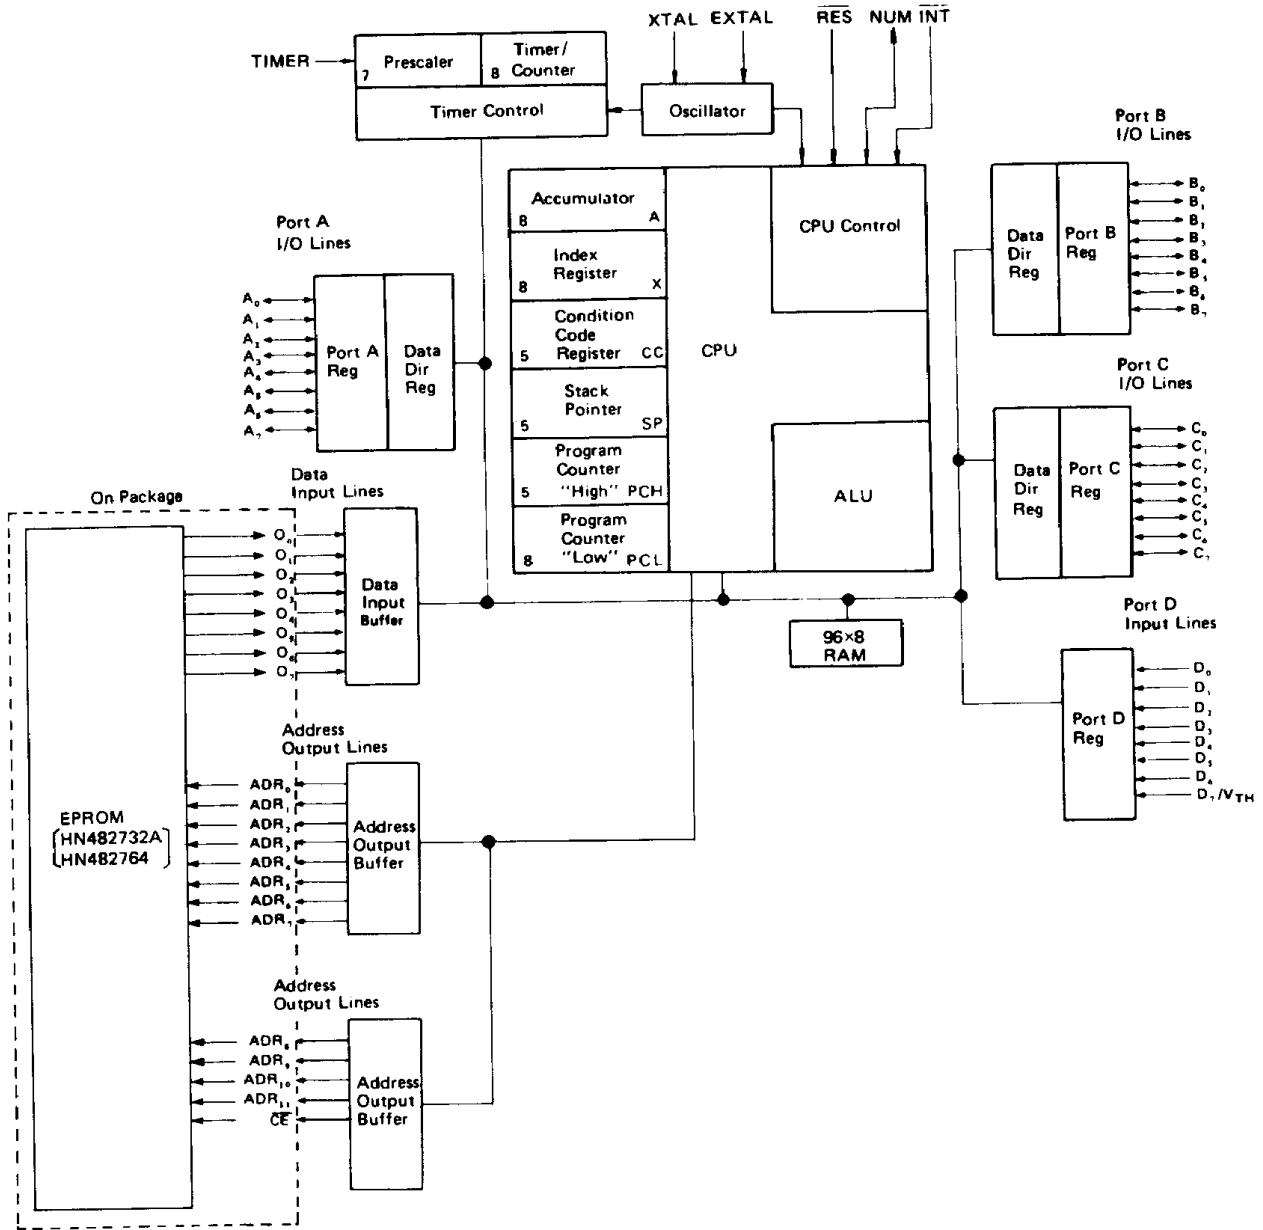 XTAL EXTAL RES NUM INT
TIMER
7 Prescaler
8 Timer/
Counter
Timer Control
Oscillator
Port B
I/O Lines
Accumulator
8 A
Index
Register
8 X
Condition
Code
Register
5 CC
Stack
Pointer
5 SP
Program
Counter
5 "High" PCH
Program
Counter
8 "Low" PCL
CPU
CPU Control
ALU
Data
Dir
Reg
Port B
Reg
B₀
B₁
B₂
B₃
B₄
B₅
B₆
B₇
Port A
I/O Lines
A₀
A₁
A₂
A₃
A₄
A₅
A₆
A₇
Port A
Reg
Data
Dir
Reg
Port C
I/O Lines
Data
Dir
Reg
Port C
Reg
C₀
C₁
C₂
C₃
C₄
C₅
C₆
C₇
On Package
Data
Input Lines
O₀
O₁
O₂
O₃
O₄
O₅
O₆
O₇
Data
Input
Buffer
96×8
RAM
Port D
Input Lines
Port D
Reg
D₀
D₁
D₂
D₃
D₄
D₅
D₆
D₇/VTH
Address
Output Lines
ADR₀
ADR₁
ADR₂
ADR₃
ADR₄
ADR₅
ADR₆
ADR₇
Address
Output
Buffer
EPROM
HN482732A
HN482764
Address
Output Lines
ADR₈
ADR₉
ADR₁₀
ADR₁₁
CE
Address
Output
Buffer